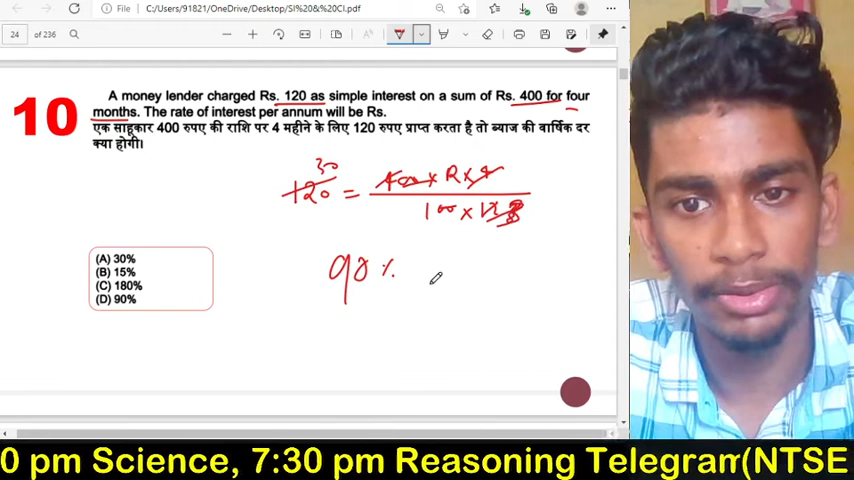 File
C:/Users/91821/OneDrive/Desktop/SI%20&%20CI.pdf
24 of 236
10
A money lender charged Rs. 120 as simple interest on a sum of Rs. 400 for four
months. The rate of interest per annum will be Rs.
एक साहूकार 400 रुपए की राशि पर 4 महीने के लिए 120 रुपए प्राप्त करता है तो ब्याज की वार्षिक दर
क्या होगी।
30
120 = 400 x R x 4
100 x 12 3
90 %
(A) 30%
(B) 15%
(C) 180%
(D) 90%
0 pm Science, 7:30 pm Reasoning Telegram(NTSE